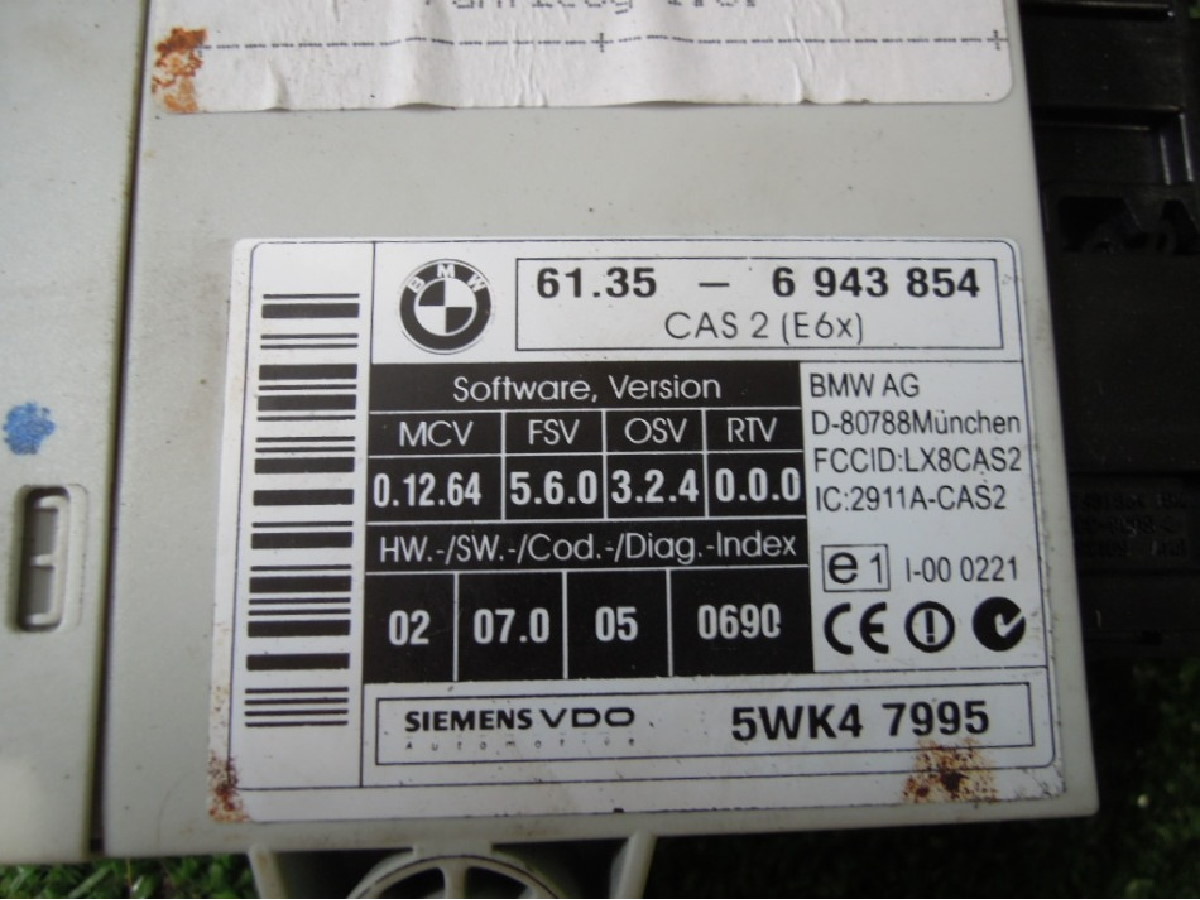 BMW
61.35 – 6 943 854
CAS 2 (E6x)
Software, Version
MCV FSV OSV RTV
0.12.64 5.6.0 3.2.4 0.0.0
HW.-/SW.-/Cod.-/Diag.-Index
02 07.0 05 0690
BMW AG
D-80788München
FCCID:LX8CAS2
IC:2911A-CAS2
e1 I-00 0221
CE
SIEMENS VDO
Automotive
5WK4 7995